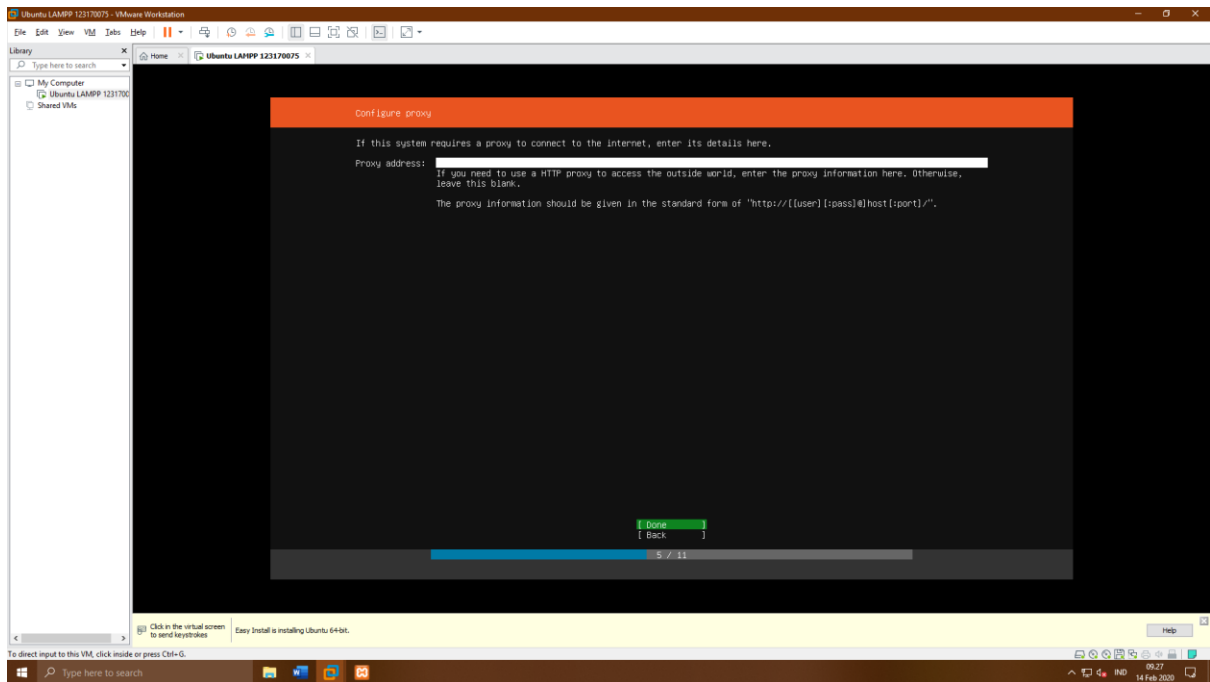 Ubuntu LAMPP 123170075 - VMware Workstation
File Edit View VM Tabs Help
Library
Type here to search
My Computer
Ubuntu LAMPP 1231700
Shared VMs
Home
Ubuntu LAMPP 123170075
Configure proxy
If this system requires a proxy to connect to the internet, enter its details here.
Proxy address:
If you need to use a HTTP proxy to access the outside world, enter the proxy information here. Otherwise,
leave this blank.
The proxy information should be given in the standard form of "http://[[user][:pass]@]host[:port]/".
[ Done ]
[ Back ]
5 / 11
Click in the virtual screen
to send keystrokes
Easy Install is installing Ubuntu 64-bit.
Help
To direct input to this VM, click inside or press Ctrl+G.
Type here to search
IND
09.27
14 Feb 2020